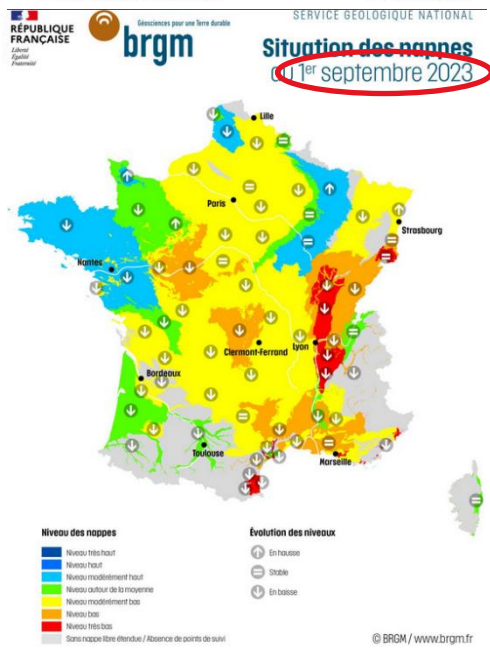 SERVICE GÉOLOGIQUE NATIONAL
RÉPUBLIQUE
FRANÇAISE
Liberté
Égalité
Fraternité
Géosciences pour une Terre durable
brgm
Situation des nappes
au 1er septembre 2023
Lille
Paris
Strasbourg
Nantes
Clermont-Ferrand
Lyon
Bordeaux
Toulouse
Marseille
Niveau des nappes
Niveau très haut
Niveau haut
Niveau modérément haut
Niveau autour de la moyenne
Niveau modérément bas
Niveau bas
Niveau très bas
Sans nappe libre étendue / Absence de points de suivi
Évolution des niveaux
En hausse
Stable
En baisse
© BRGM / www.brgm.fr